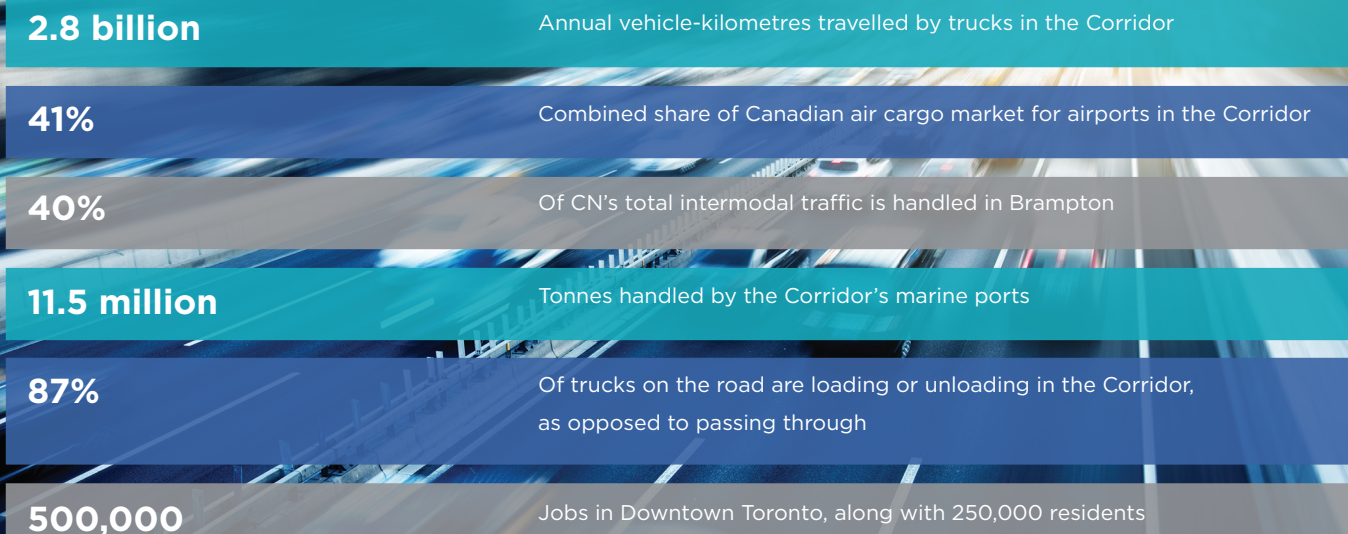 2.8 billion
Annual vehicle-kilometres travelled by trucks in the Corridor
41%
Combined share of Canadian air cargo market for airports in the Corridor
40%
Of CN’s total intermodal traffic is handled in Brampton
11.5 million
Tonnes handled by the Corridor’s marine ports
87%
Of trucks on the road are loading or unloading in the Corridor,
as opposed to passing through
500,000
Jobs in Downtown Toronto, along with 250,000 residents